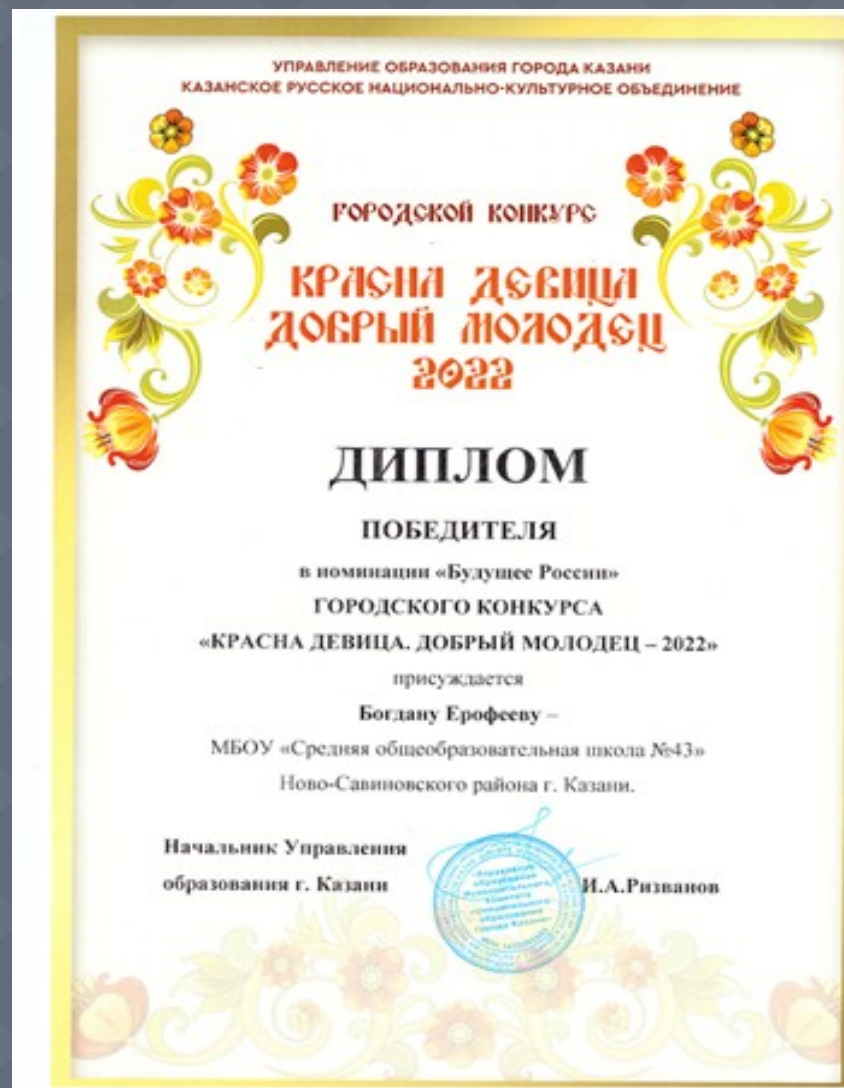 УПРАВЛЕНИЕ ОБРАЗОВАНИЯ ГОРОДА КАЗАНИ
КАЗАНСКОЕ РУССКОЕ НАЦИОНАЛЬНО-КУЛЬТУРНОЕ ОБЪЕДИНЕНИЕ
ГОРОДСКОЙ КОНКУРС
КРАСНА ДЕВИЦА
ДОБРЫЙ МОЛОДЕЦ
2022
ДИПЛОМ
ПОБЕДИТЕЛЯ
в номинации «Будущее России»
ГОРОДСКОГО КОНКУРСА
«КРАСНА ДЕВИЦА. ДОБРЫЙ МОЛОДЕЦ – 2022»
присуждается
Богдану Ерофееву –
МБОУ «Средняя общеобразовательная школа №43»
Ново-Савиновского района г. Казани.
Начальник Управления
образования г. Казани И.А.Ризванов